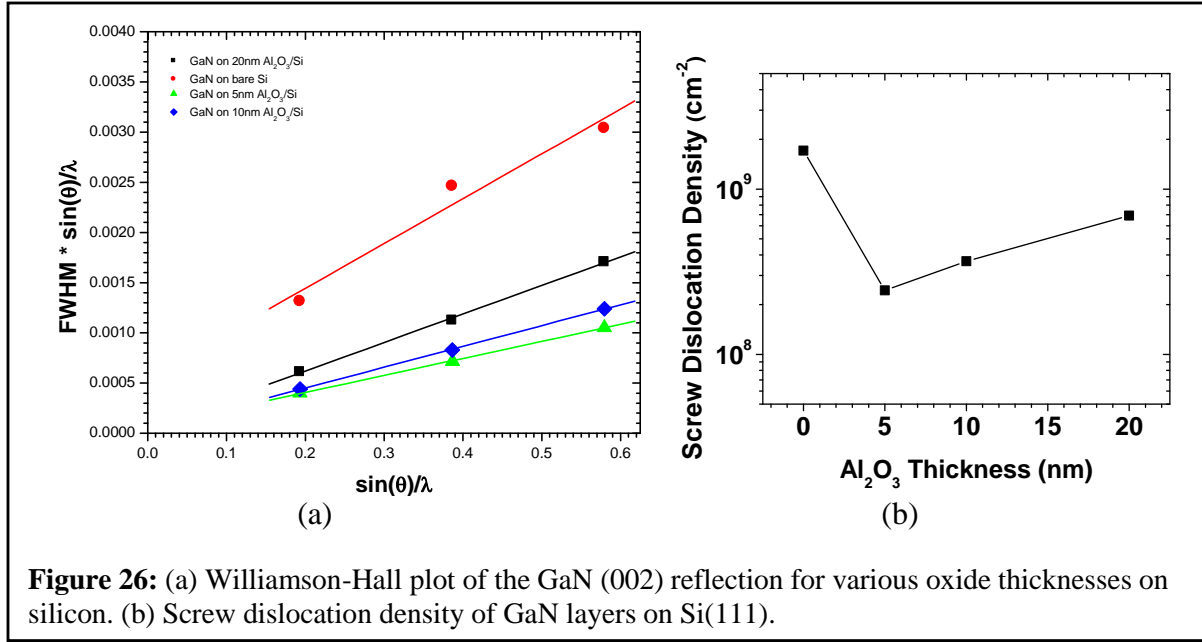 0.0040
0.0035
0.0030
0.0025
0.0020
0.0015
0.0010
0.0005
0.0000
FWHM * sin(θ)/λ
GaN on 20nm Al₂O₃/Si
GaN on bare Si
GaN on 5nm Al₂O₃/Si
GaN on 10nm Al₂O₃/Si
0.0 0.1 0.2 0.3 0.4 0.5 0.6
sin(θ)/λ
(a)
Screw Dislocation Density (cm⁻²)
10⁹
10⁸
0 5 10 15 20
Al₂O₃ Thickness (nm)
(b)
Figure 26: (a) Williamson-Hall plot of the GaN (002) reflection for various oxide thicknesses on
silicon. (b) Screw dislocation density of GaN layers on Si(111).